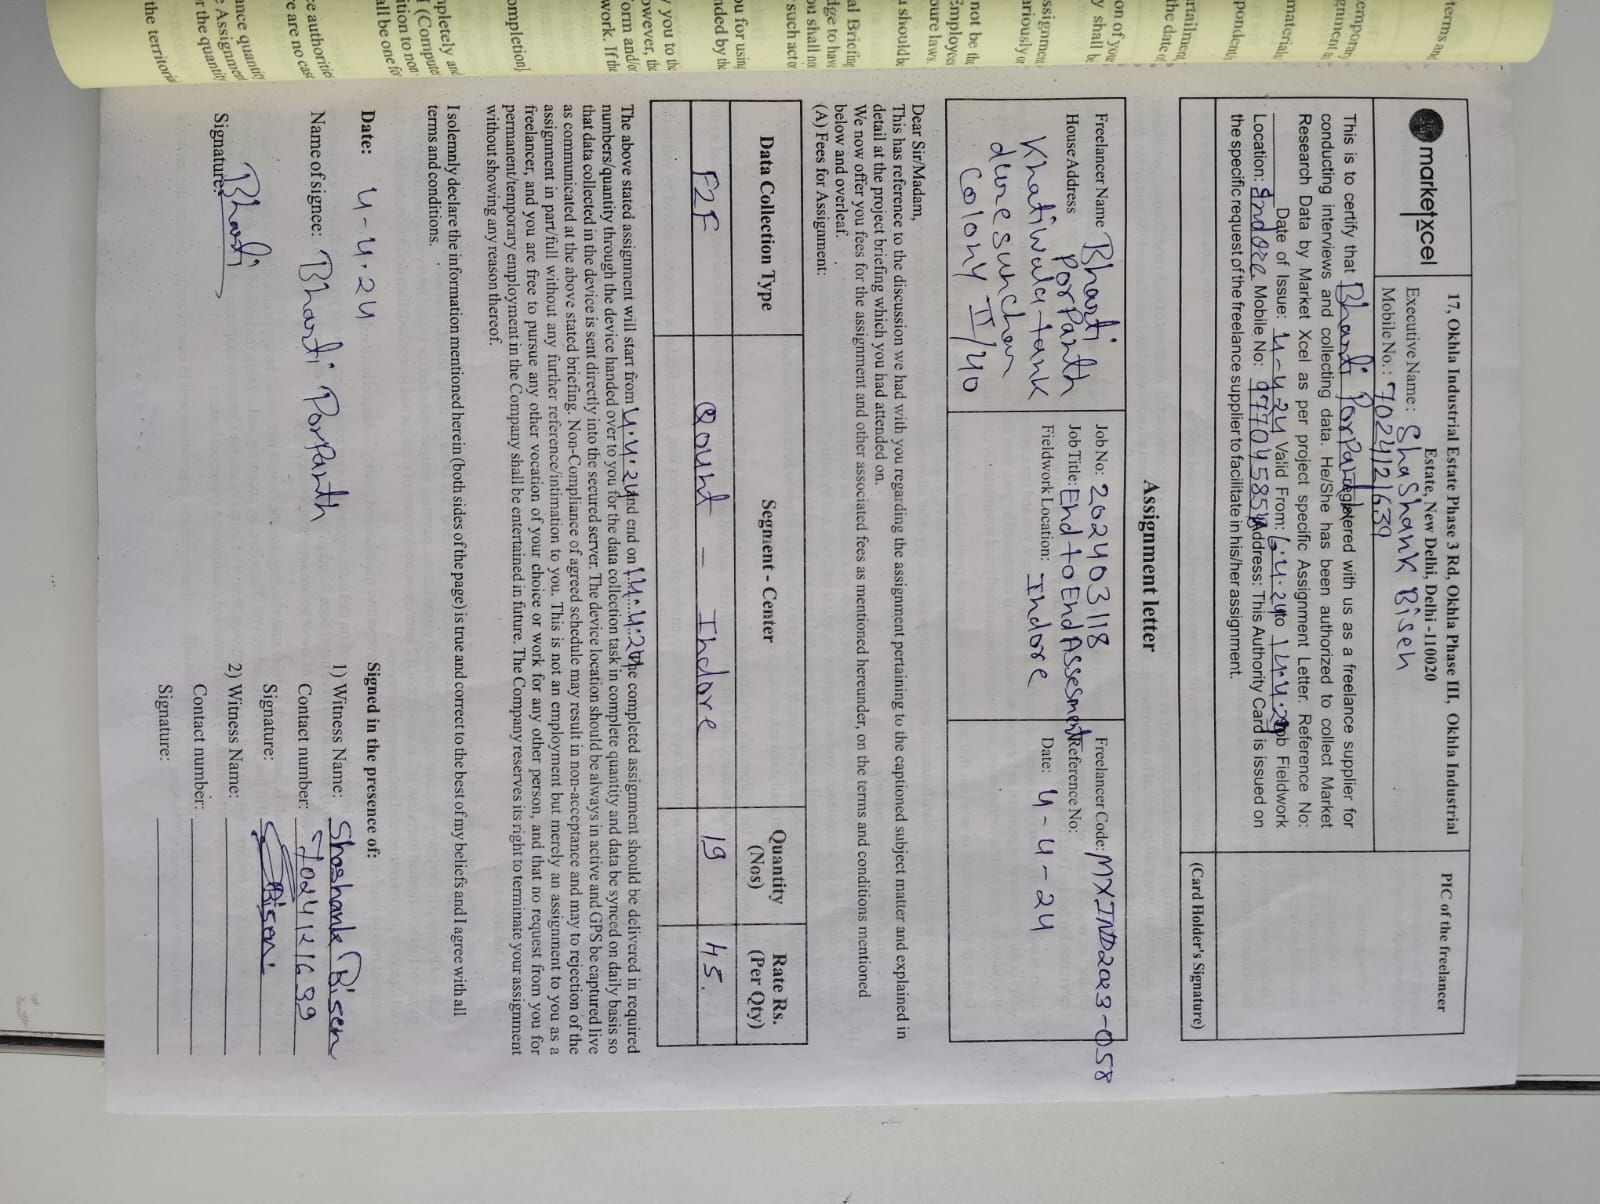 marketxcel
17, Okhla Industrial Estate Phase 3 Rd, Okhla Phase III, Okhla Industrial
Estate, New Delhi, Delhi -110020
Executive Name: Shashank Bisen
Mobile No.: 7024121639
PIC of the freelancer
This is to certify that Bharti Porpanth registered with us as a freelance supplier for
conducting interviews and collecting data. He/She has been authorized to collect Market
Research Data by Market Xcel as per project specific Assignment Letter. Reference No:
Date of Issue: 4-4-24 Valid From: 6.4.24 to 14.4.24 Job Fieldwork
Location: Indore Mobile No: Address: This Authority Card is issued on
the specific request of the freelance supplier to facilitate in his/her assignment.
(Card Holder's Signature)
Assignment letter
Freelancer Name Bharti
Porpanth
House Address
Khatiwala tank
colony II/40
Job No: 202403118
Job Title: End to End Assesment
Fieldwork Location: Indore
Freelancer Code: MXIND2023-058
Reference No:
Date: 4-4-24
Dear Sir/Madam,
This has reference to the discussion we had with you regarding the assignment pertaining to the captioned subject matter and explained in
detail at the project briefing which you had attended on.
We now offer you fees for the assignment and other associated fees as mentioned hereunder, on the terms and conditions mentioned
below and overleaf.
(A) Fees for Assignment:
Data Collection Type Segment - Center Quantity (Nos) Rate Rs. (Per Qty)
F2F Qount - Indore 19 45.
The above stated assignment will start from 4.4.24 and end on 14.4.24 the completed assignment should be delivered in required
numbers/quantity through the device handed over to you for the data collection task in complete quantity and data be synced on daily basis so
that data collected in the device is sent directly into the secured server. The device location should be always in active and GPS be captured live
as communicated at the above stated briefing. Non-Compliance of agreed schedule may result in non-acceptance and may to rejection of the
assignment in part/full without any further reference/intimation to you. This is not an employment but merely an assignment to you as a
freelancer, and you are free to pursue any other vocation of your choice or work for any other person, and that no request from you for
permanent/temporary employment in the Company shall be entertained in future. The Company reserves its right to terminate your assignment
without showing any reason thereof.
I solemnly declare the information mentioned herein (both sides of the page) is true and correct to the best of my beliefs and I agree with all
terms and conditions.
Date: 4-4-24
Name of signee: Bharti Porpanth
Signature: Bharti
Signed in the presence of:
1) Witness Name: Shashank Bisen
Contact number: 7024121639
Signature: Bisen
2) Witness Name:
Contact number:
Signature: